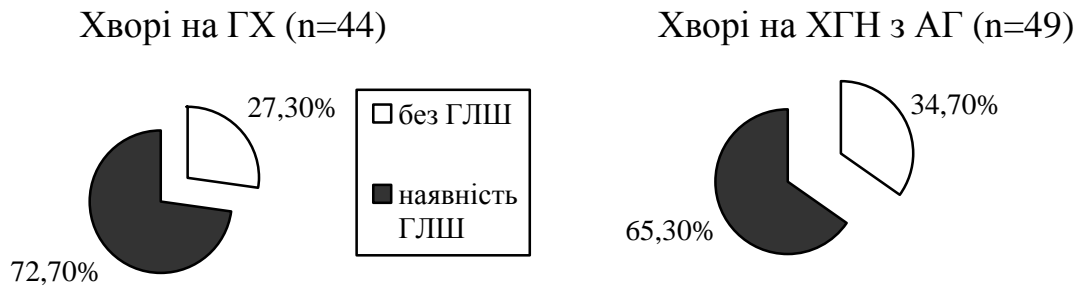 Хворі на ГХ (n=44)
27,30%
72,70%
без ГЛШ
наявність
ГЛШ
Хворі на ХГН з АГ (n=49)
34,70%
65,30%